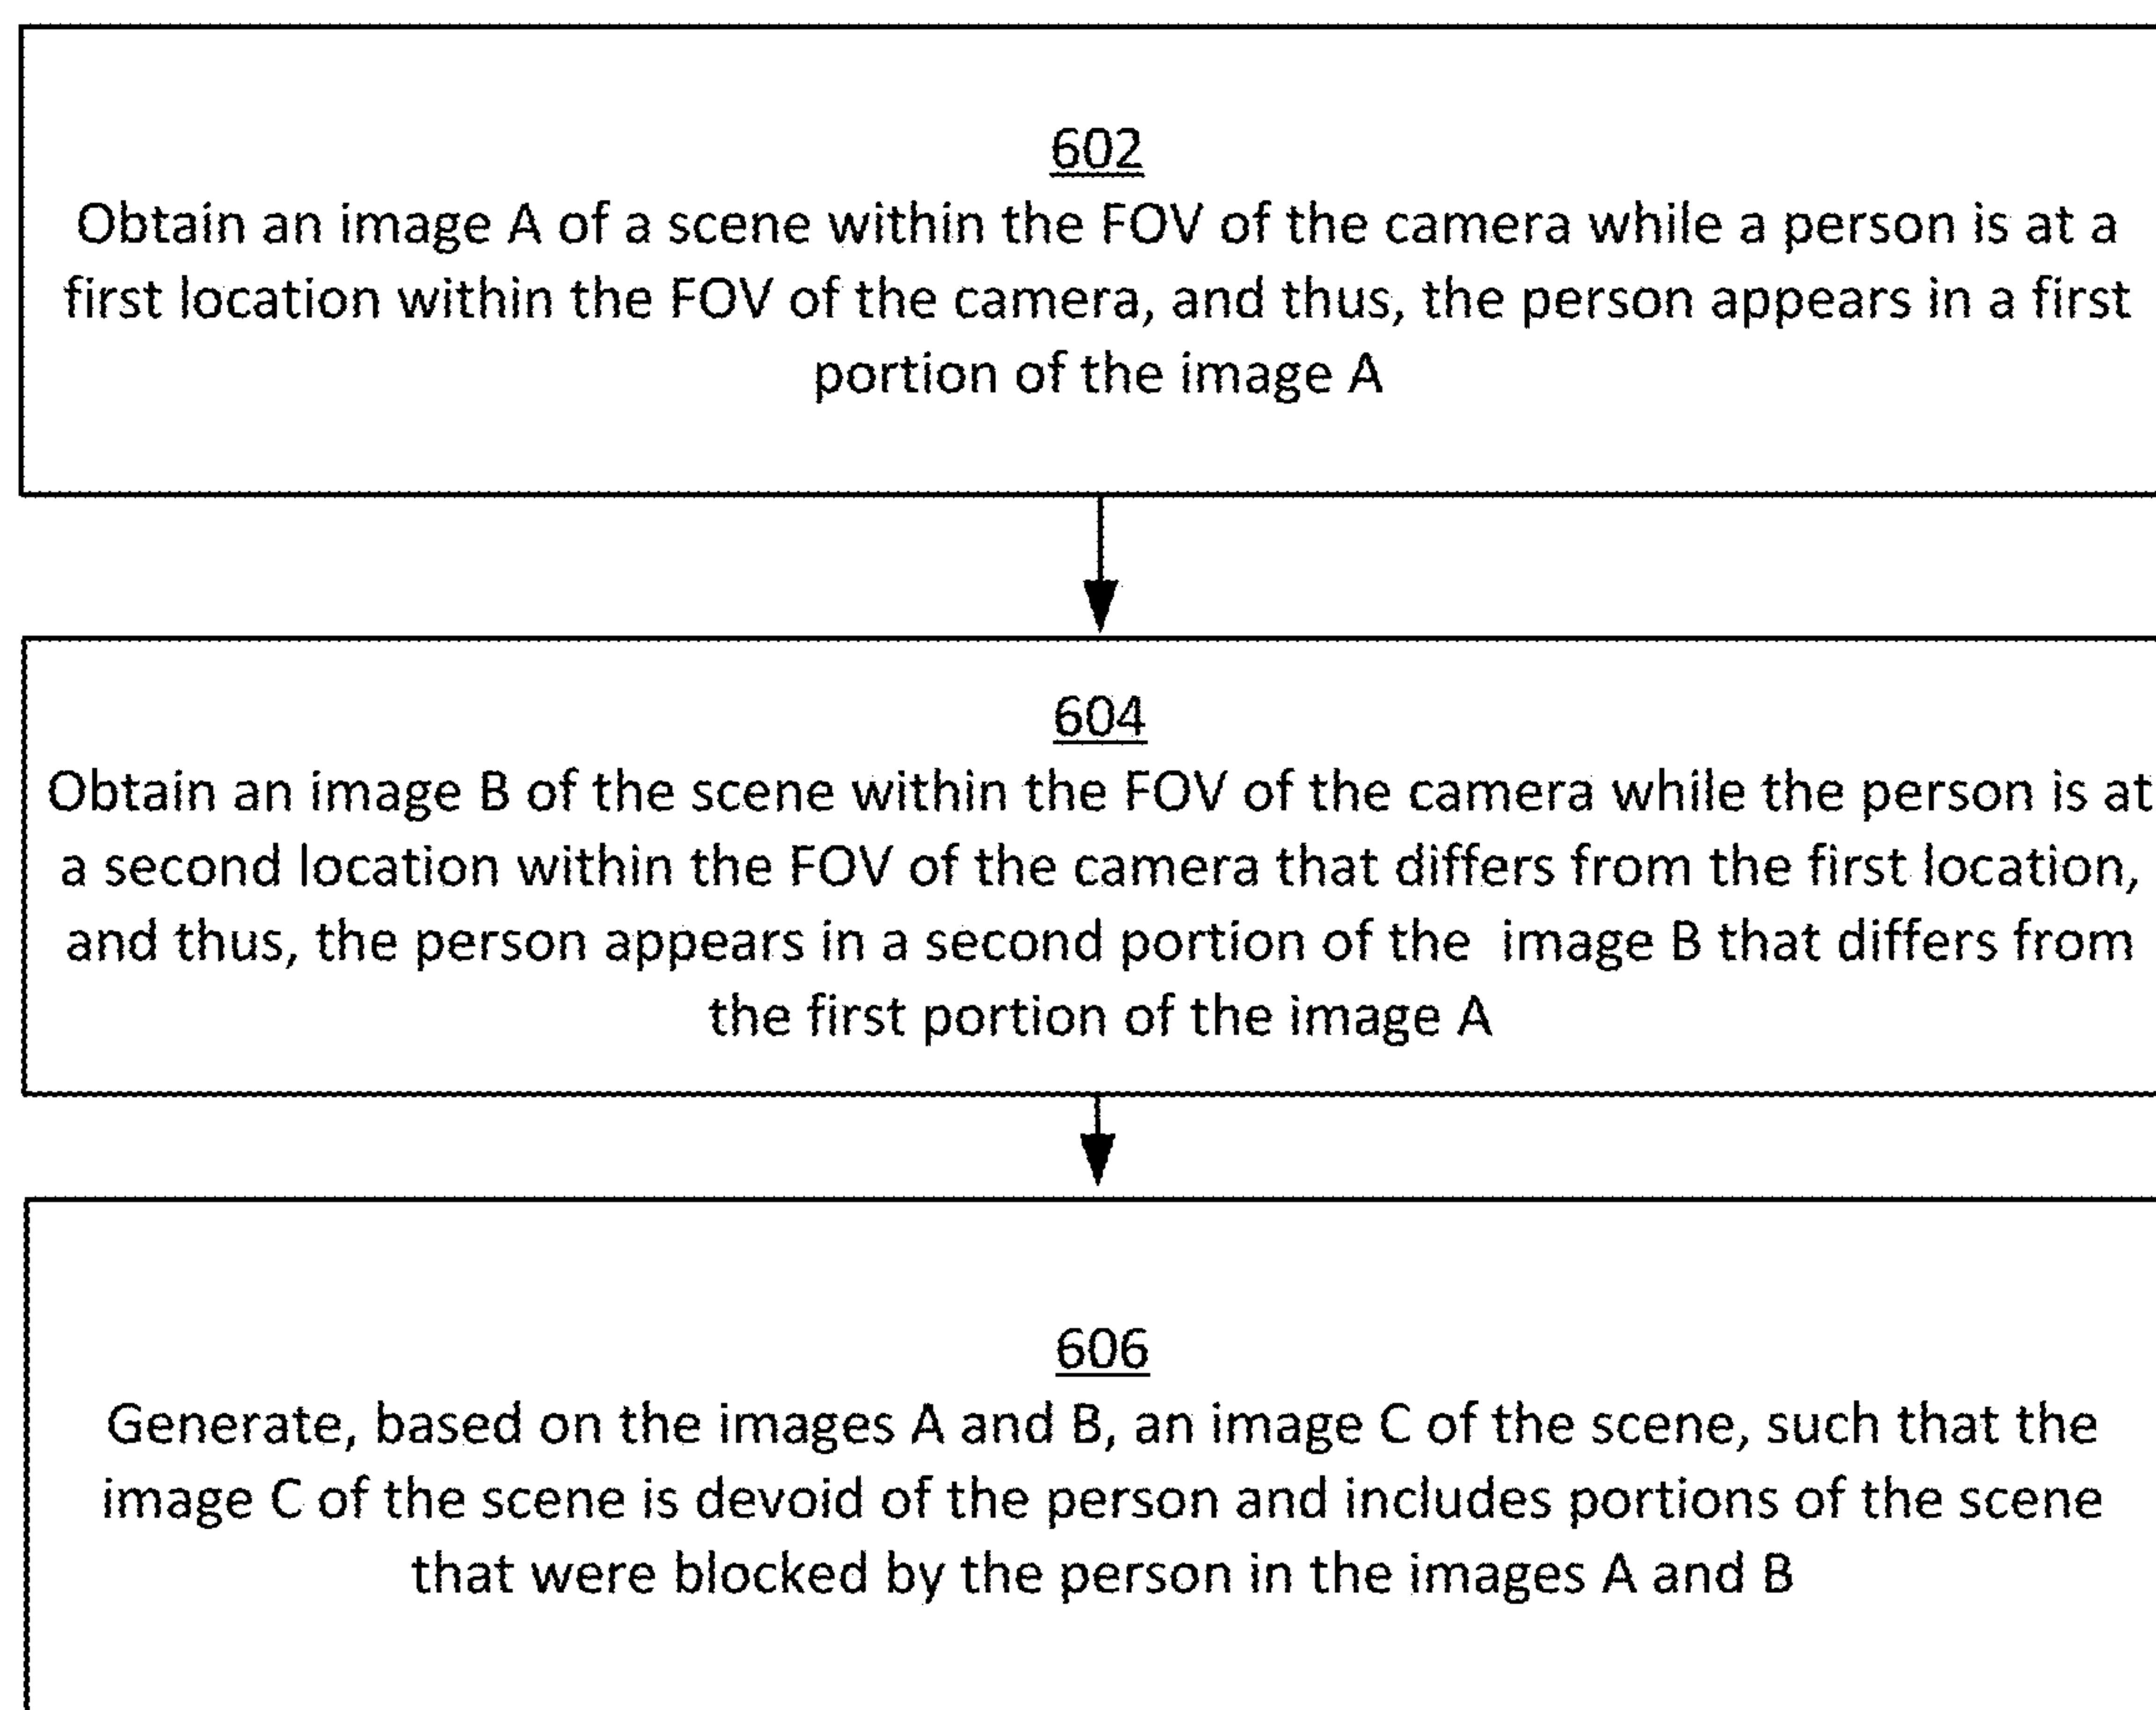 602
Obtain an image A of a scene within the FOV of the camera while a person is at a
first location within the FOV of the camera, and thus, the person appears in a first
portion of the image A
604
Obtain an image B of the scene within the FOV of the camera while the person is at
a second location within the FOV of the camera that differs from the first location,
and thus, the person appears in a second portion of the  image B that differs from
the first portion of the image A
606
Generate, based on the images A and B, an image C of the scene, such that the
image C of the scene is devoid of the person and includes portions of the scene
that were blocked by the person in the images A and B